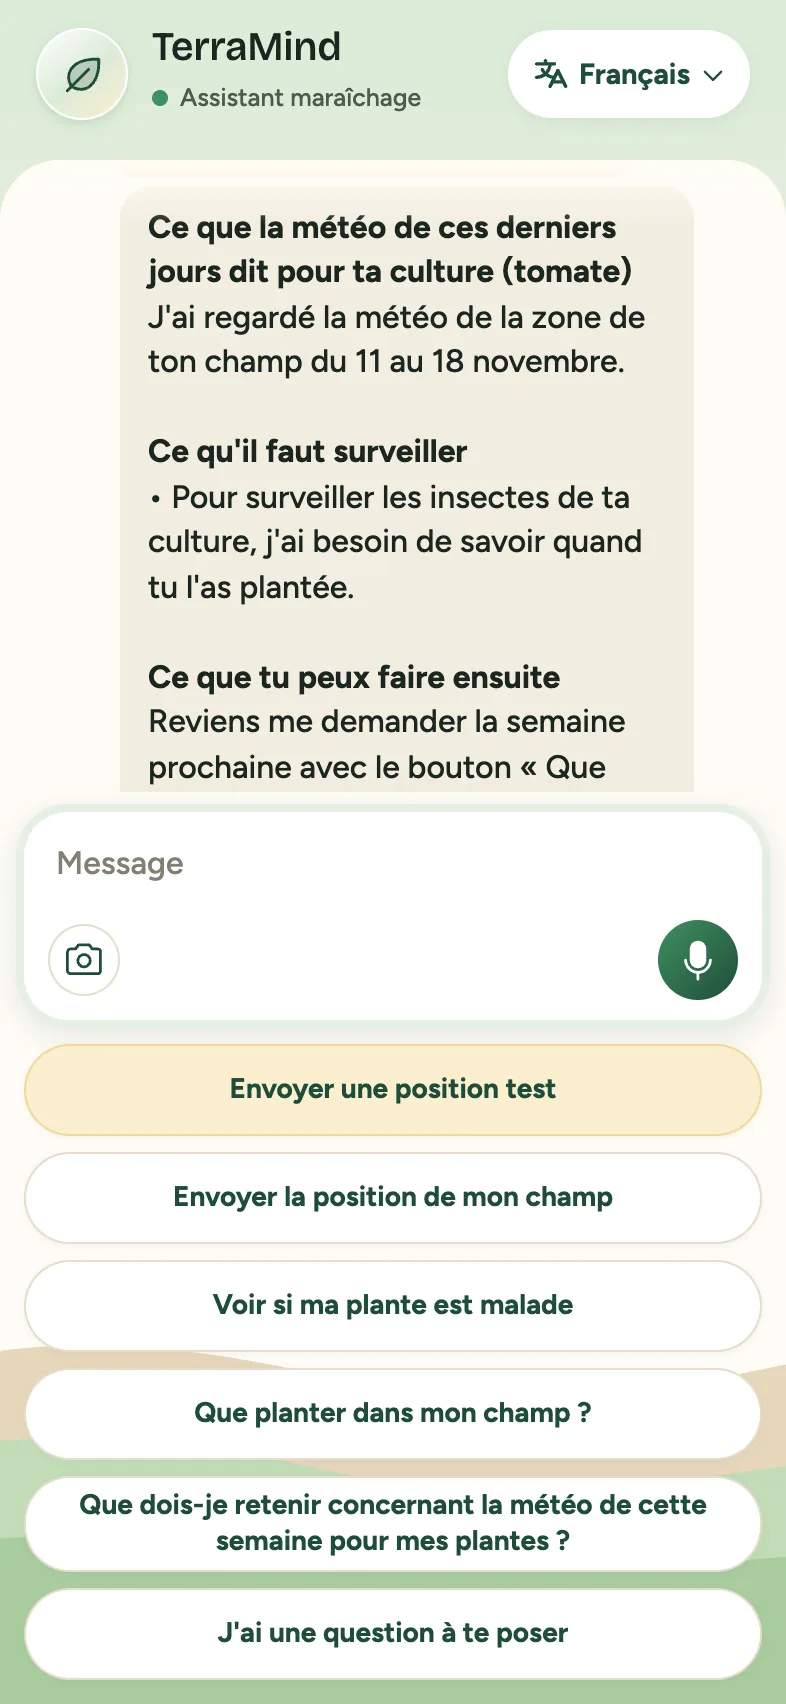 TerraMind
Assistant maraîchage
Français
Ce que la météo de ces derniers
jours dit pour ta culture (tomate)
J'ai regardé la météo de la zone de
ton champ du 11 au 18 novembre.
Ce qu'il faut surveiller
• Pour surveiller les insectes de ta
culture, j'ai besoin de savoir quand
tu l'as plantée.
Ce que tu peux faire ensuite
Reviens me demander la semaine
prochaine avec le bouton « Que
Message
Envoyer une position test
Envoyer la position de mon champ
Voir si ma plante est malade
Que planter dans mon champ ?
Que dois-je retenir concernant la météo de cette
semaine pour mes plantes ?
J'ai une question à te poser